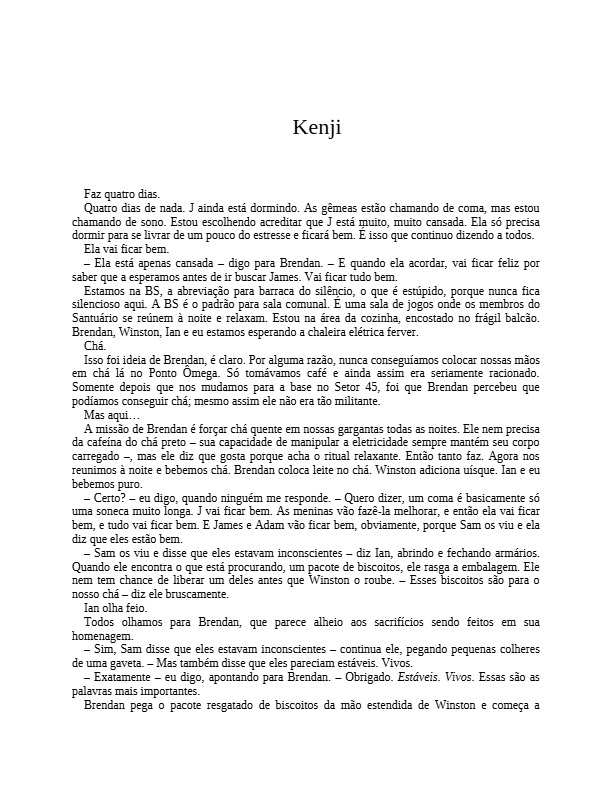 Kenji
Faz quatro dias.
Quatro dias de nada. J ainda está dormindo. As gêmeas estão chamando de coma, mas estou
chamando de sono. Estou escolhendo acreditar que J está muito, muito cansada. Ela só precisa
dormir para se livrar de um pouco do estresse e ficará bem. É isso que continuo dizendo a todos.
Ela vai ficar bem.
– Ela está apenas cansada – digo para Brendan. – E quando ela acordar, vai ficar feliz por
saber que a esperamos antes de ir buscar James. Vai ficar tudo bem.
Estamos na BS, a abreviação para barraca do silêncio, o que é estúpido, porque nunca fica
silencioso aqui. A BS é o padrão para sala comunal. É uma sala de jogos onde os membros do
Santuário se reúnem à noite e relaxam. Estou na área da cozinha, encostado no frágil balcão.
Brendan, Winston, Ian e eu estamos esperando a chaleira elétrica ferver.
Chá.
Isso foi ideia de Brendan, é claro. Por alguma razão, nunca conseguíamos colocar nossas mãos
em chá lá no Ponto Ômega. Só tomávamos café e ainda assim era seriamente racionado.
Somente depois que nos mudamos para a base no Setor 45, foi que Brendan percebeu que
podíamos conseguir chá; mesmo assim ele não era tão militante.
Mas aqui…
A missão de Brendan é forçar chá quente em nossas gargantas todas as noites. Ele nem precisa
da cafeína do chá preto – sua capacidade de manipular a eletricidade sempre mantém seu corpo
carregado –, mas ele diz que gosta porque acha o ritual relaxante. Então tanto faz. Agora nos
reunimos à noite e bebemos chá. Brendan coloca leite no chá. Winston adiciona uísque. Ian e eu
bebemos puro.
– Certo? – eu digo, quando ninguém me responde. – Quero dizer, um coma é basicamente só
uma soneca muito longa. J vai ficar bem. As meninas vão fazê-la melhorar, e então ela vai ficar
bem, e tudo vai ficar bem. E James e Adam vão ficar bem, obviamente, porque Sam os viu e ela
diz que eles estão bem.
– Sam os viu e disse que eles estavam inconscientes – diz Ian, abrindo e fechando armários.
Quando ele encontra o que está procurando, um pacote de biscoitos, ele rasga a embalagem. Ele
nem tem chance de liberar um deles antes que Winston o roube. – Esses biscoitos são para o
nosso chá – diz ele bruscamente.
Ian olha feio.
Todos olhamos para Brendan, que parece alheio aos sacrifícios sendo feitos em sua
homenagem.
– Sim, Sam disse que eles estavam inconscientes – continua ele, pegando pequenas colheres
de uma gaveta. – Mas também disse que eles pareciam estáveis. Vivos.
– Exatamente – eu digo, apontando para Brendan. – Obrigado. Estáveis. Vivos. Essas são as
palavras mais importantes.
Brendan pega o pacote resgatado de biscoitos da mão estendida de Winston e começa a